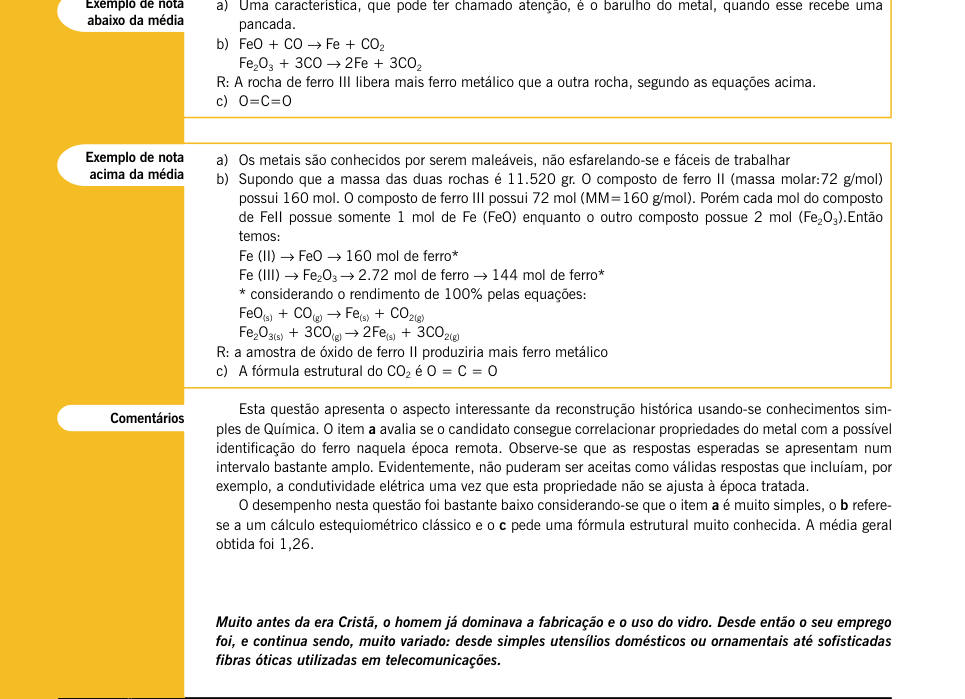 Exemplo de nota
abaixo da média
a) Uma característica, que pode ter chamado atenção, é o barulho do metal, quando esse recebe uma
pancada.
b) FeO + CO → Fe + CO₂
Fe₂O₃ + 3CO → 2Fe + 3CO₂
R: A rocha de ferro III libera mais ferro metálico que a outra rocha, segundo as equações acima.
c) O=C=O
Exemplo de nota
acima da média
a) Os metais são conhecidos por serem maleáveis, não esfarelando-se e fáceis de trabalhar
b) Supondo que a massa das duas rochas é 11.520 gr. O composto de ferro II (massa molar:72 g/mol)
possui 160 mol. O composto de ferro III possui 72 mol (MM=160 g/mol). Porém cada mol do composto
de FeII possue somente 1 mol de Fe (FeO) enquanto o outro composto possue 2 mol (Fe₂O₃).Então
temos:
Fe (II) → FeO → 160 mol de ferro*
Fe (III) → Fe₂O₃ → 2.72 mol de ferro → 144 mol de ferro*
* considerando o rendimento de 100% pelas equações:
FeO₍s₎ + CO₍g₎ → Fe₍s₎ + CO₂₍g₎
Fe₂O₃₍s₎ + 3CO₍g₎ → 2Fe₍s₎ + 3CO₂₍g₎
R: a amostra de óxido de ferro II produziria mais ferro metálico
c) A fórmula estrutural do CO₂ é O = C = O
Comentários
Esta questão apresenta o aspecto interessante da reconstrução histórica usando-se conhecimentos sim-
ples de Química. O item a avalia se o candidato consegue correlacionar propriedades do metal com a possível
identificação do ferro naquela época remota. Observe-se que as respostas esperadas se apresentam num
intervalo bastante amplo. Evidentemente, não puderam ser aceitas como válidas respostas que incluíam, por
exemplo, a condutividade elétrica uma vez que esta propriedade não se ajusta à época tratada.
O desempenho nesta questão foi bastante baixo considerando-se que o item a é muito simples, o b refere-
se a um cálculo estequiométrico clássico e o c pede uma fórmula estrutural muito conhecida. A média geral
obtida foi 1,26.
Muito antes da era Cristã, o homem já dominava a fabricação e o uso do vidro. Desde então o seu emprego
foi, e continua sendo, muito variado: desde simples utensílios domésticos ou ornamentais até sofisticadas
fibras óticas utilizadas em telecomunicações.